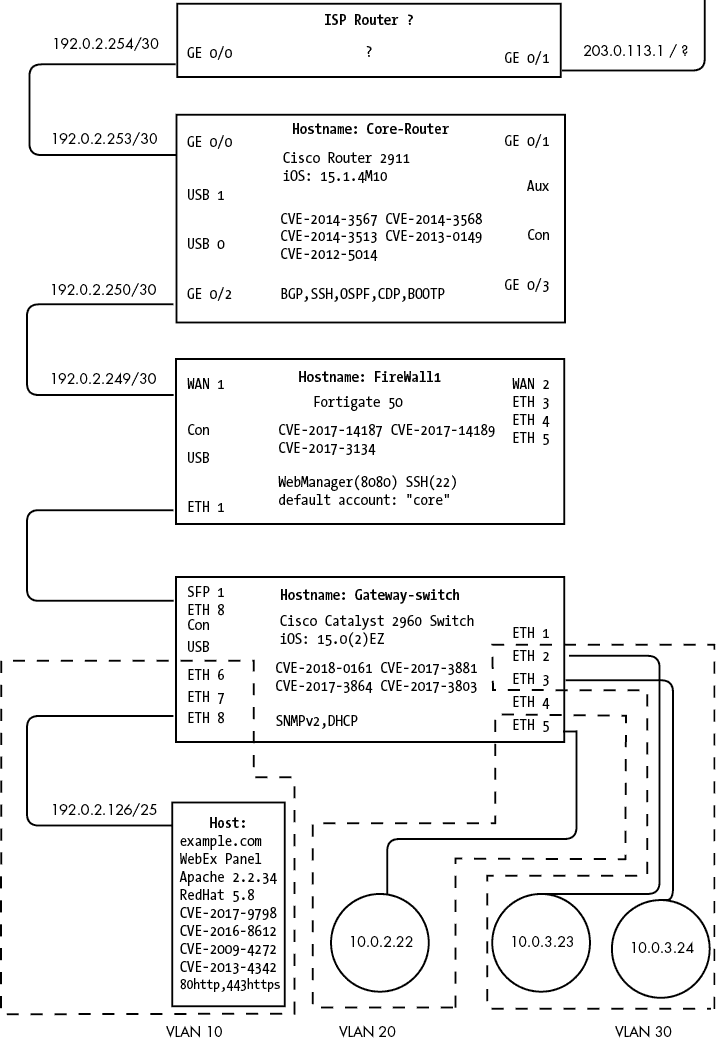 ISP Router ?
192.0.2.254/30
GE 0/0
?
GE 0/1
203.0.113.1 / ?
Hostname: Core-Router
192.0.2.253/30
GE 0/0
GE 0/1
Cisco Router 2911
iOS: 15.1.4M10
Aux
USB 1
CVE-2014-3567 CVE-2014-3568
CVE-2014-3513 CVE-2013-0149
CVE-2012-5014
Con
USB 0
192.0.2.250/30
GE 0/2
BGP,SSH,OSPF,CDP,BOOTP
GE 0/3
Hostname: FireWall1
192.0.2.249/30
WAN 1
WAN 2
Fortigate 50
ETH 3
ETH 4
ETH 5
Con
CVE-2017-14187 CVE-2017-14189
CVE-2017-3134
USB
WebManager(8080) SSH(22)
default account: "core"
ETH 1
SFP 1
Hostname: Gateway-switch
ETH 8
Con
Cisco Catalyst 2960 Switch
iOS: 15.0(2)EZ
USB
ETH 1
ETH 2
ETH 6
CVE-2018-0161 CVE-2017-3881
CVE-2017-3864 CVE-2017-3803
ETH 3
ETH 7
ETH 4
ETH 8
SNMPv2,DHCP
ETH 5
192.0.2.126/25
Host:
example.com
WebEx Panel
Apache 2.2.34
RedHat 5.8
CVE-2017-9798
CVE-2016-8612
CVE-2009-4272
CVE-2013-4342
80http,443https
10.0.2.22
10.0.3.23
10.0.3.24
VLAN 10
VLAN 20
VLAN 30